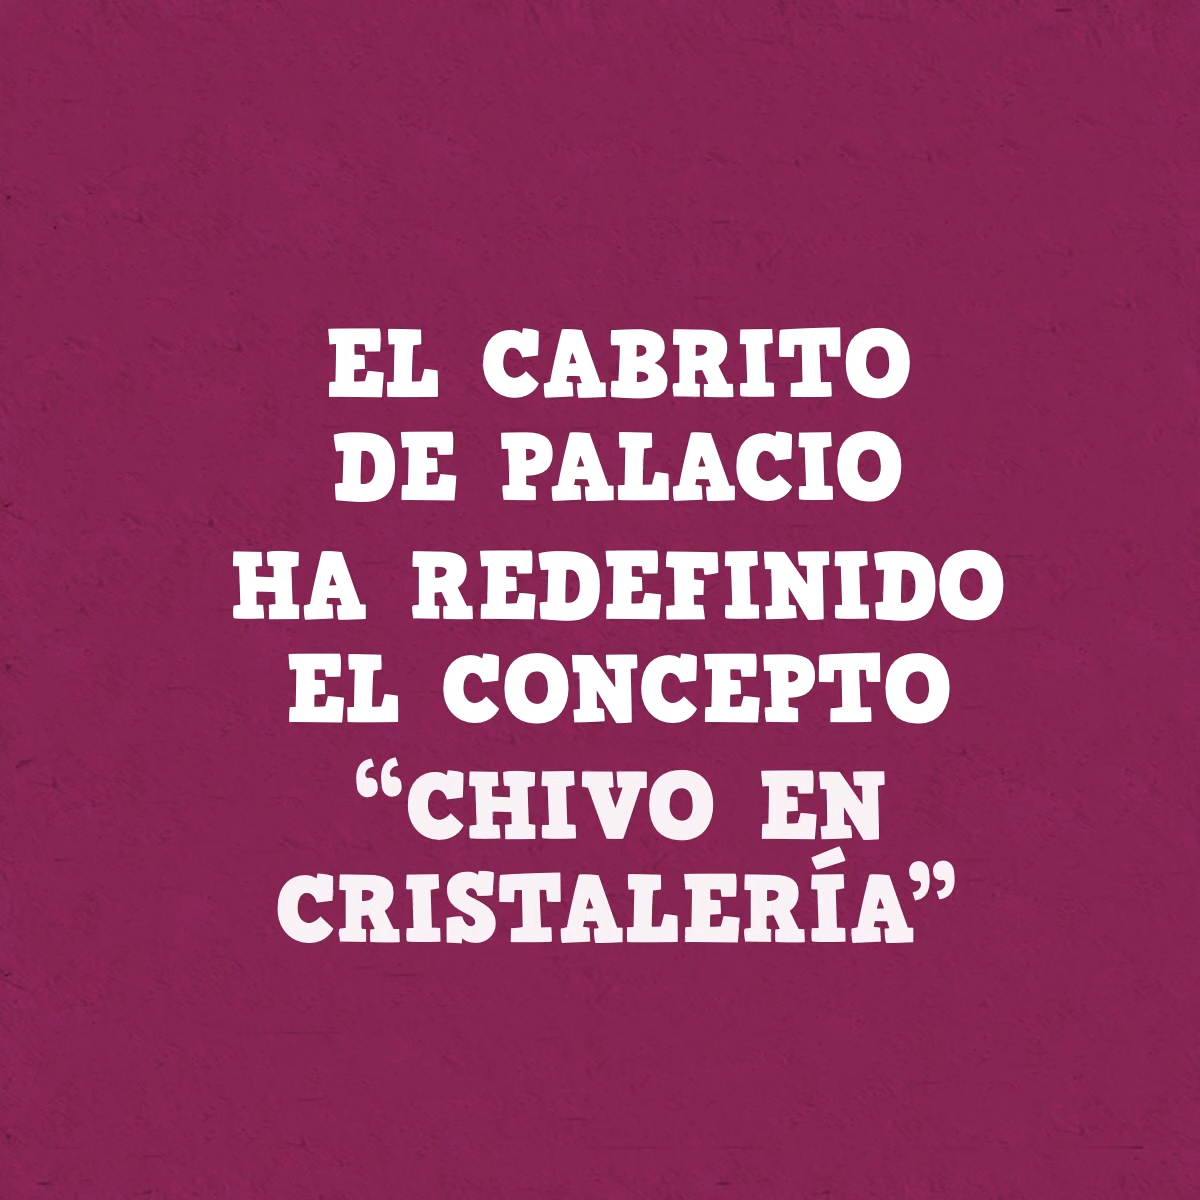 EL CABRITO
DE PALACIO
HA REDEFINIDO
EL CONCEPTO
“CHIVO EN
CRISTALERÍA”